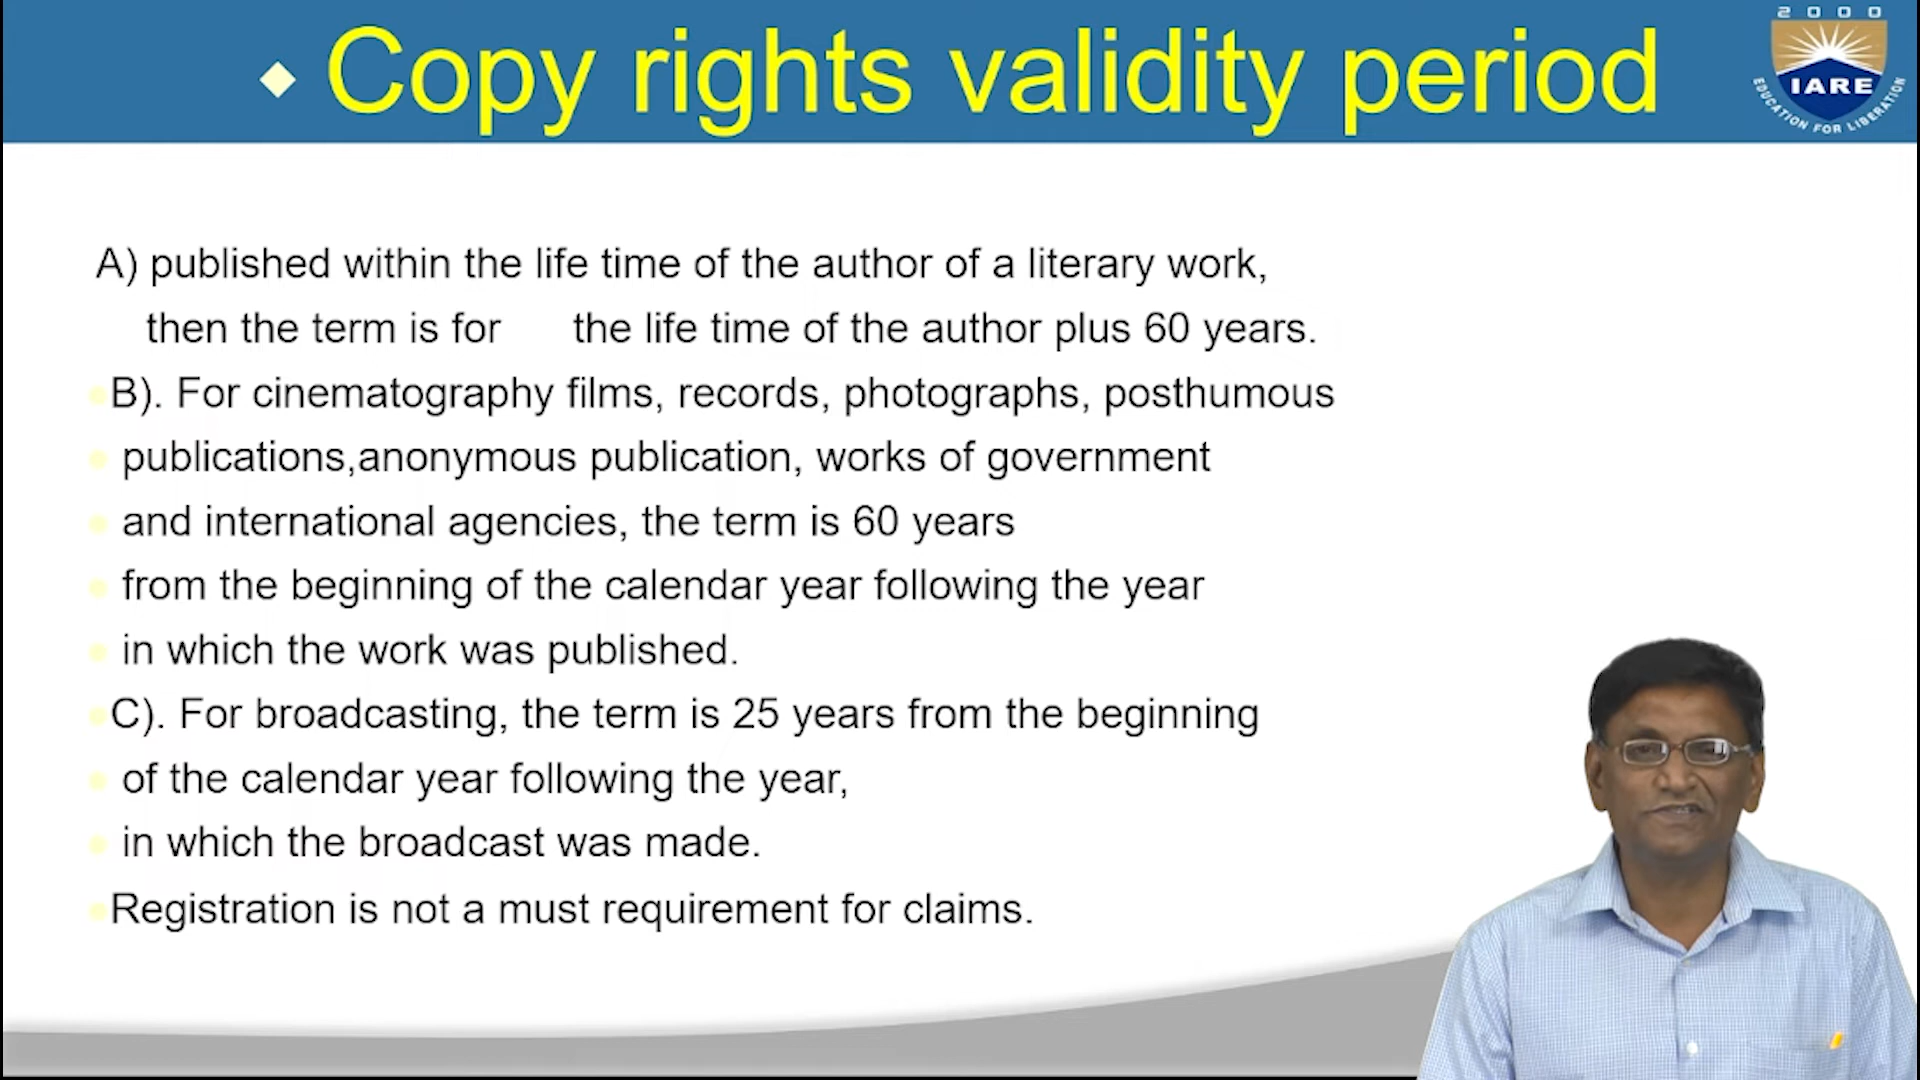 Copy rights validity period
2000
IARE
EDUCATION FOR LIBERATION
A) published within the life time of the author of a literary work,
then the term is for the life time of the author plus 60 years.
B). For cinematography films, records, photographs, posthumous
publications,anonymous publication, works of government
and international agencies, the term is 60 years
from the beginning of the calendar year following the year
in which the work was published.
C). For broadcasting, the term is 25 years from the beginning
of the calendar year following the year,
in which the broadcast was made.
Registration is not a must requirement for claims.